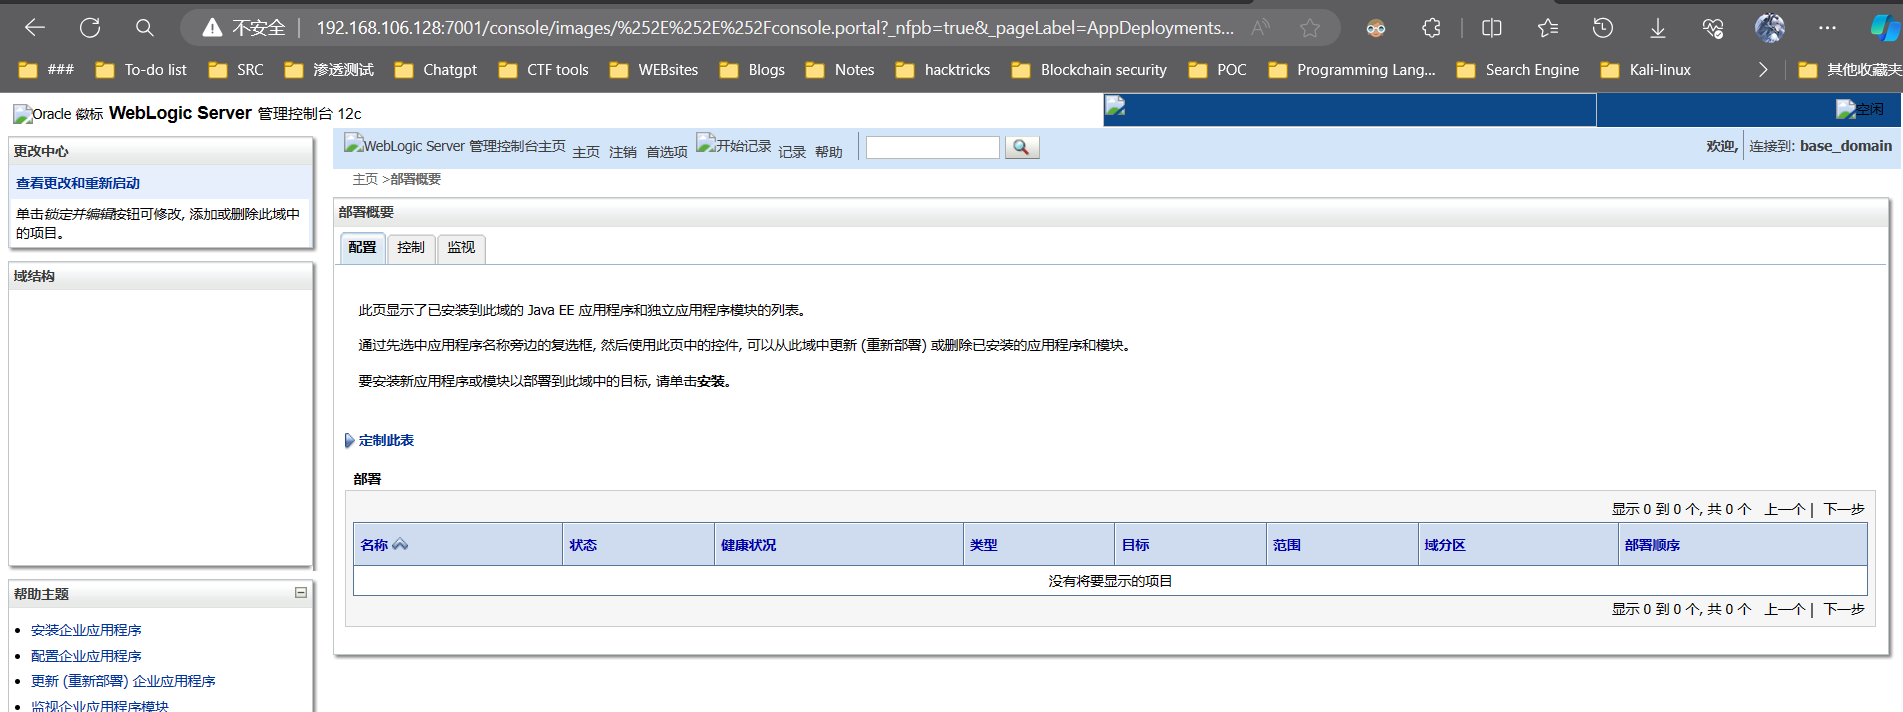 不安全 192.168.106.128:7001/console/images/%252E%252E%252Fconsole.portal?_nfpb=true&_pageLabel=AppDeployments...
### To-do list SRC 渗透测试 Chatgpt CTF tools WEBsites Blogs Notes hacktricks Blockchain security POC Programming Lang... Search Engine Kali-linux 其他收藏夹
Oracle 徽标 WebLogic Server 管理控制台 12c
空闲
更改中心
查看更改和重新启动
单击锁定并编辑按钮可修改, 添加或删除此域中
的项目。
域结构
帮助主题
安装企业应用程序
配置企业应用程序
更新 (重新部署) 企业应用程序
监视企业应用程序模块
WebLogic Server 管理控制台主页 主页 注销 首选项 开始记录 记录 帮助
欢迎, 连接到: base_domain
主页 >部署概要
部署概要
配置 控制 监视
此页显示了已安装到此域的 Java EE 应用程序和独立应用程序模块的列表。
通过先选中应用程序名称旁边的复选框, 然后使用此页中的控件, 可以从此域中更新 (重新部署) 或删除已安装的应用程序和模块。
要安装新应用程序或模块以部署到此域中的目标, 请单击安装。
定制此表
部署
显示 0 到 0 个, 共 0 个 上一个 | 下一步
名称 状态 健康状况 类型 目标 范围 域分区 部署顺序
没有将要显示的项目
显示 0 到 0 个, 共 0 个 上一个 | 下一步